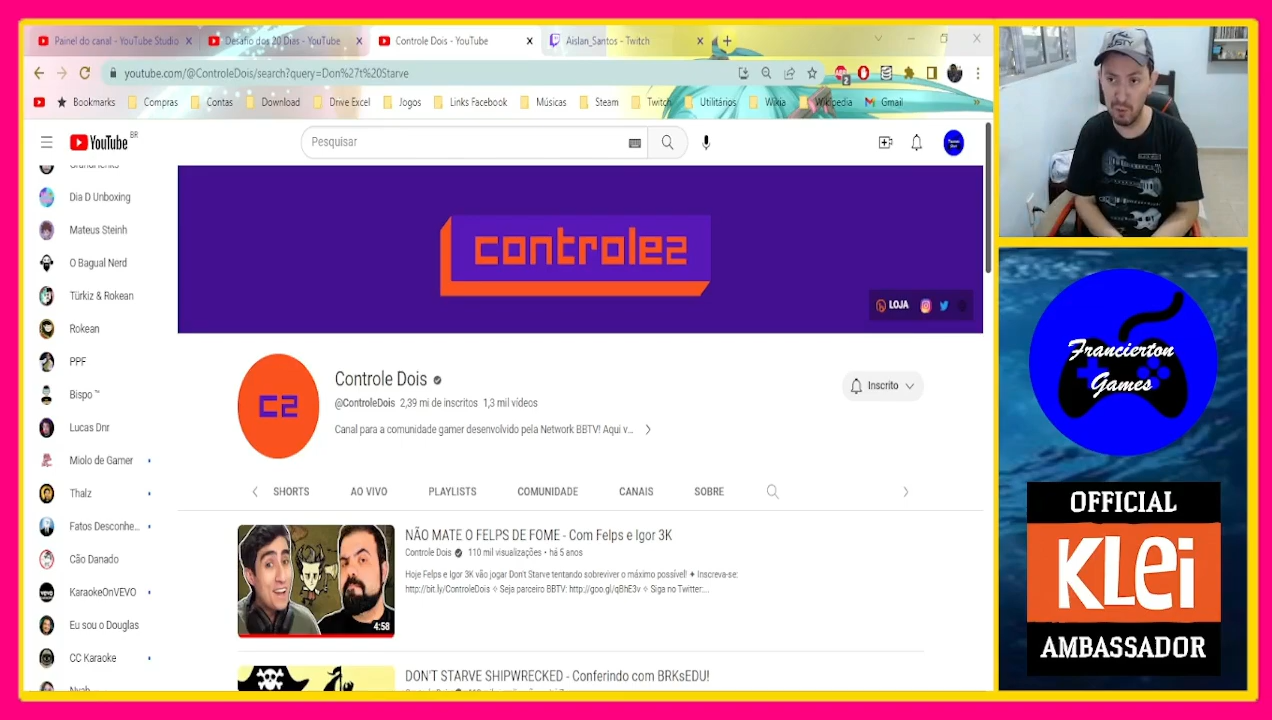 Painel do canal - YouTube Studio
Desafio dos 20 Dias - YouTube
Controle Dois - YouTube
Aislan_Santos - Twitch
youtube.com/@ControleDois/search?query=Don%27t%20Starve
2
Bookmarks
Compras
Contas
Download
Drive Excel
Jogos
Links Facebook
Músicas
Steam
Twitch
Utilitários
Wikia
Wikipedia
Gmail
YouTube BR
Pesquisar
Dia D Unboxing
Mateus Steinh
O Bagual Nerd
Türkiz & Rokean
Rokean
PPF
Bispo ™
Lucas Dnr
Miolo de Gamer
Thalz
Fatos Desconhe...
Cão Danado
KaraokeOnVEVO
Eu sou o Douglas
CC Karaoke
controle2
LOJA
C2
Controle Dois
@ControleDois 2,39 mi de inscritos 1,3 mil vídeos
Canal para a comunidade gamer desenvolvido pela Network BBTV! Aqui v...
Inscrito
SHORTS
AO VIVO
PLAYLISTS
COMUNIDADE
CANAIS
SOBRE
4:58
NÃO MATE O FELPS DE FOME - Com Felps e Igor 3K
Controle Dois 110 mil visualizações • há 5 anos
Hoje Felps e Igor 3K vão jogar Don't Starve tentando sobreviver o máximo possível! ✦ Inscreva-se:
http://bit.ly/ControleDois ✧ Seja parceiro BBTV: http://goo.gl/qBhE3v ✧ Siga no Twitter:...
DON'T STARVE SHIPWRECKED - Conferindo com BRKsEDU!
Francierton
Games
OFFICIAL
KLEi
AMBASSADOR